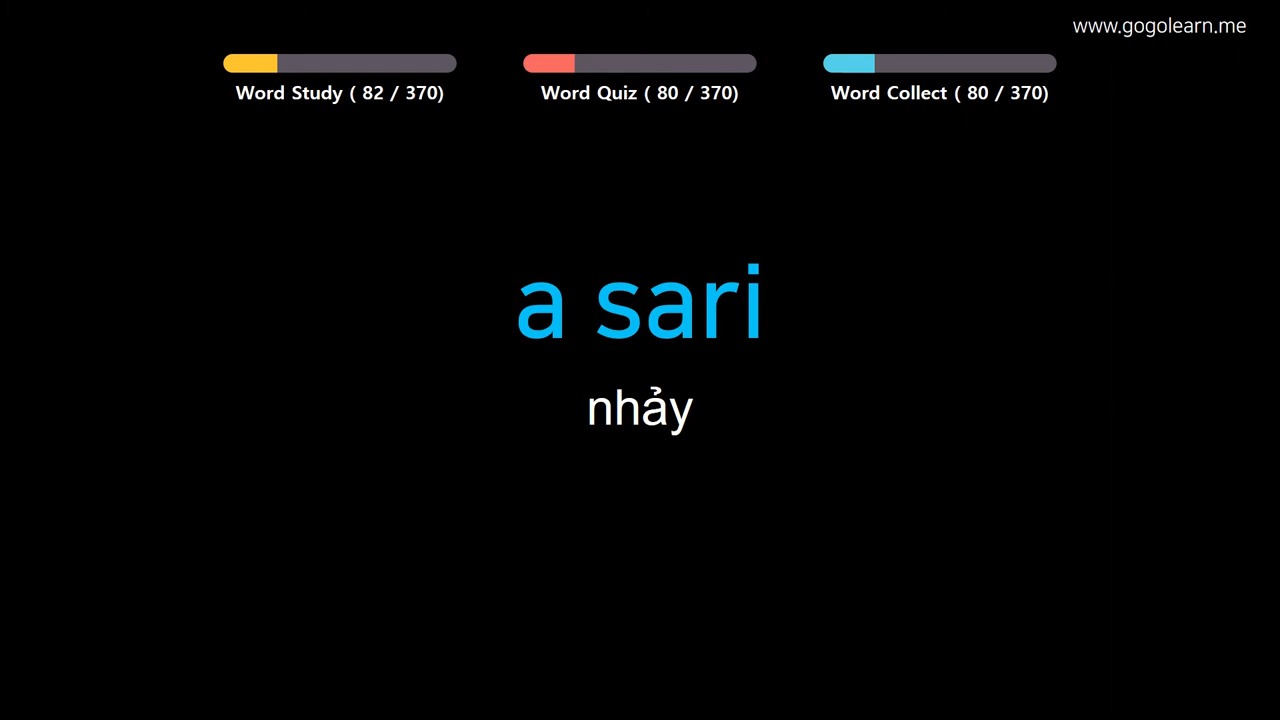 www.gogolearn.me
Word Study ( 82 / 370)
Word Quiz ( 80 / 370)
Word Collect ( 80 / 370)
a sari
nhảy